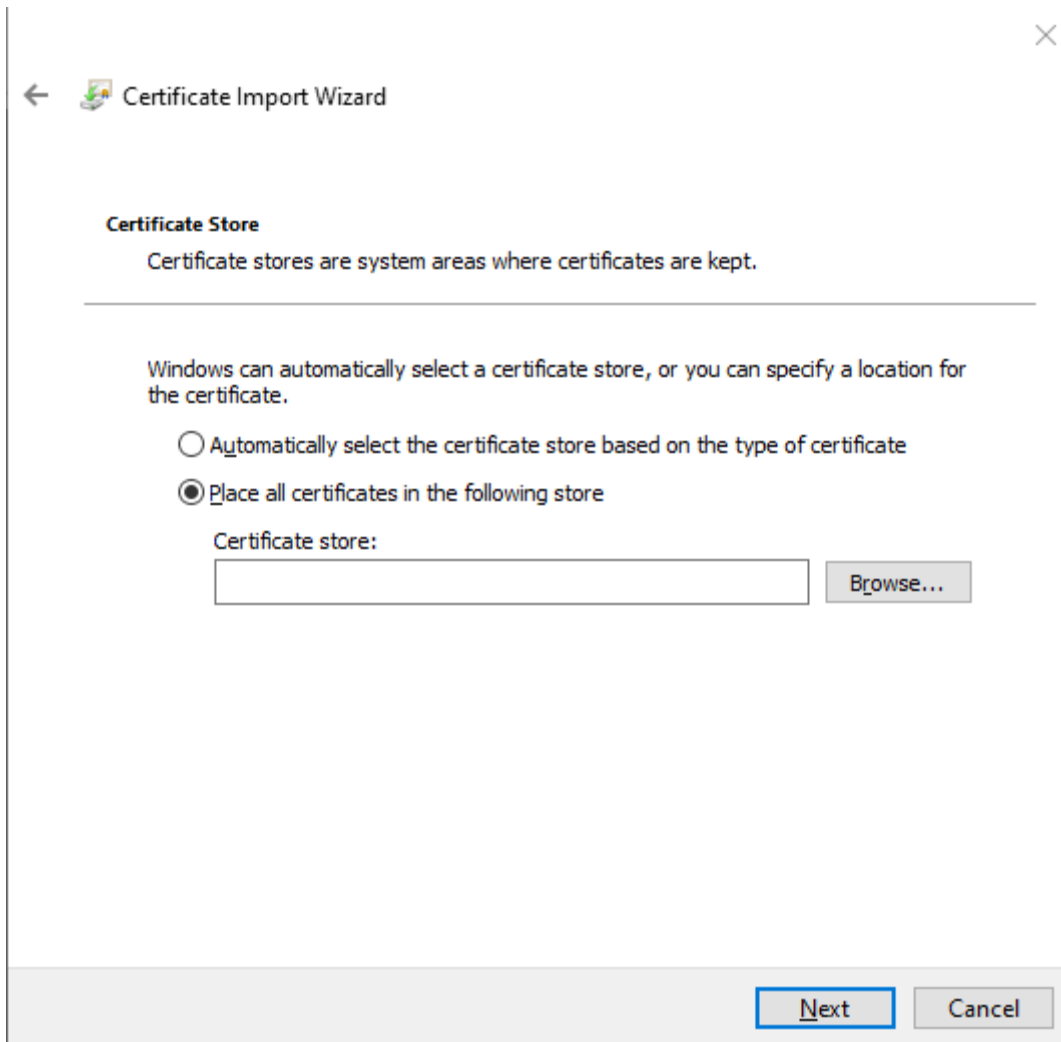 Certificate Import Wizard
Certificate Store
Certificate stores are system areas where certificates are kept.
Windows can automatically select a certificate store, or you can specify a location for
the certificate.
Automatically select the certificate store based on the type of certificate
Place all certificates in the following store
Certificate store:
Browse...
Next
Cancel